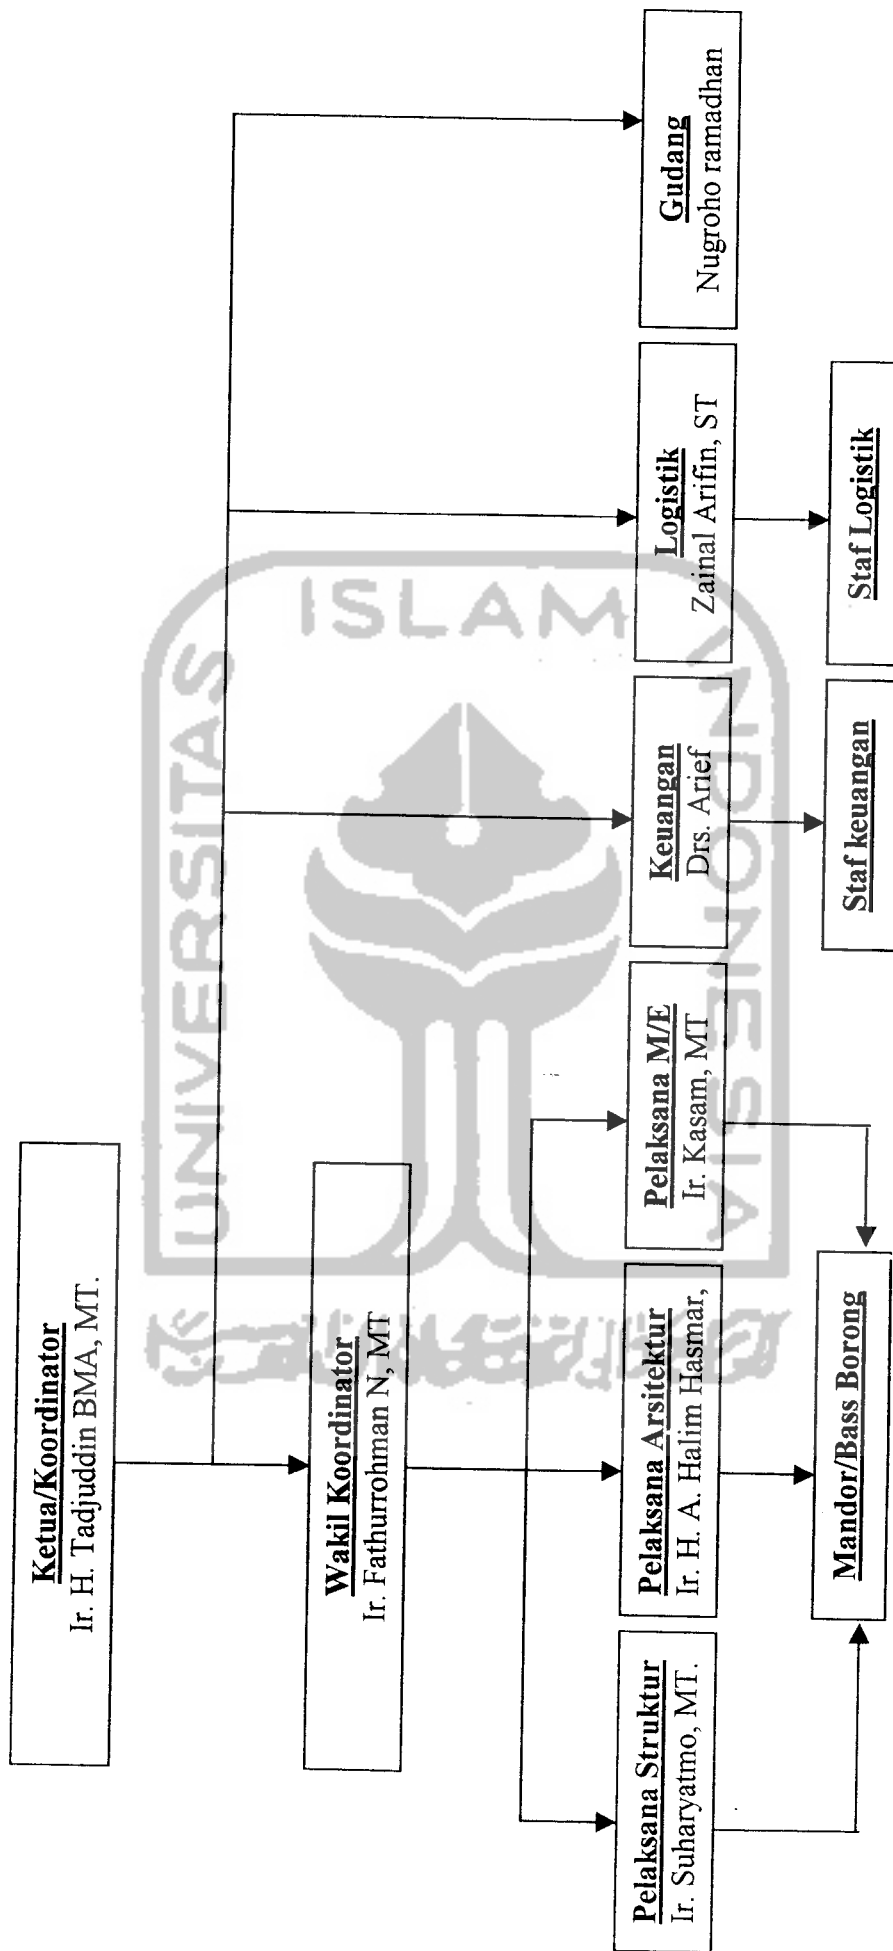 Ketua/Koordinator
Ir. H. Tadjuddin BMA, MT.
Wakil Koordinator
Ir. Fathurrohman N, MT
Pelaksana Struktur
Ir. Suharyatmo, MT.
Pelaksana Arsitektur
Ir. H. A. Halim Hasmar,
Pelaksana M/E
Ir. Kasam, MT
Keuangan
Drs. Arief
Logistik
Zainal Arifin, ST
Gudang
Nugroho ramadhan
Mandor/Bass Borong
Staf keuangan
Staf Logistik
UNIVERSITAS
ISLAM
INDONESIA